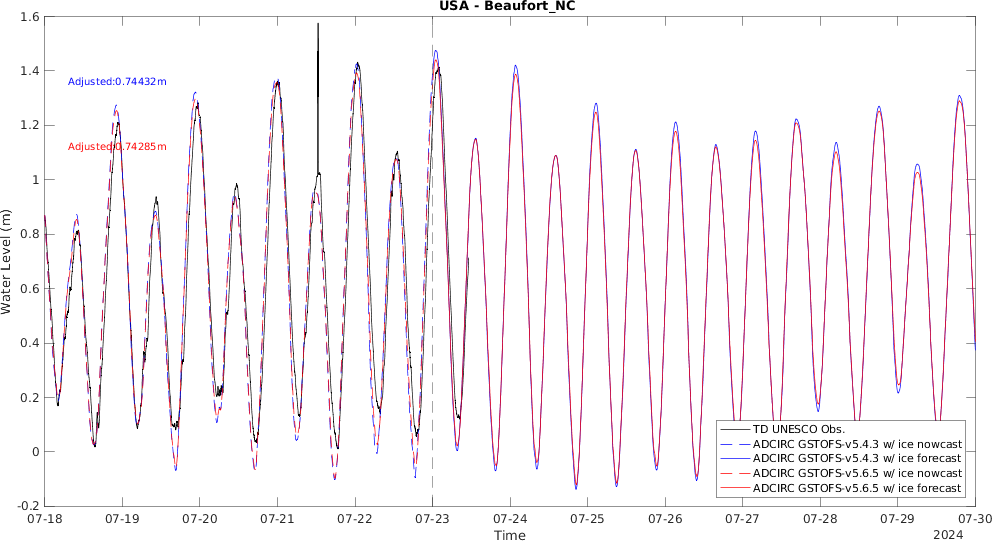 USA - Beaufort_NC
1.6
1.4
1.2
1
0.8
0.6
0.4
0.2
0
-0.2
Water Level (m)
Adjusted:0.74432m
Adjusted:0.74285m
TD UNESCO Obs.
ADCIRC GSTOFS-v5.4.3 w/ ice nowcast
ADCIRC GSTOFS-v5.4.3 w/ ice forecast
ADCIRC GSTOFS-v5.6.5 w/ ice nowcast
ADCIRC GSTOFS-v5.6.5 w/ ice forecast
07-18 07-19 07-20 07-21 07-22 07-23 07-24 07-25 07-26 07-27 07-28 07-29 07-30
Time
2024